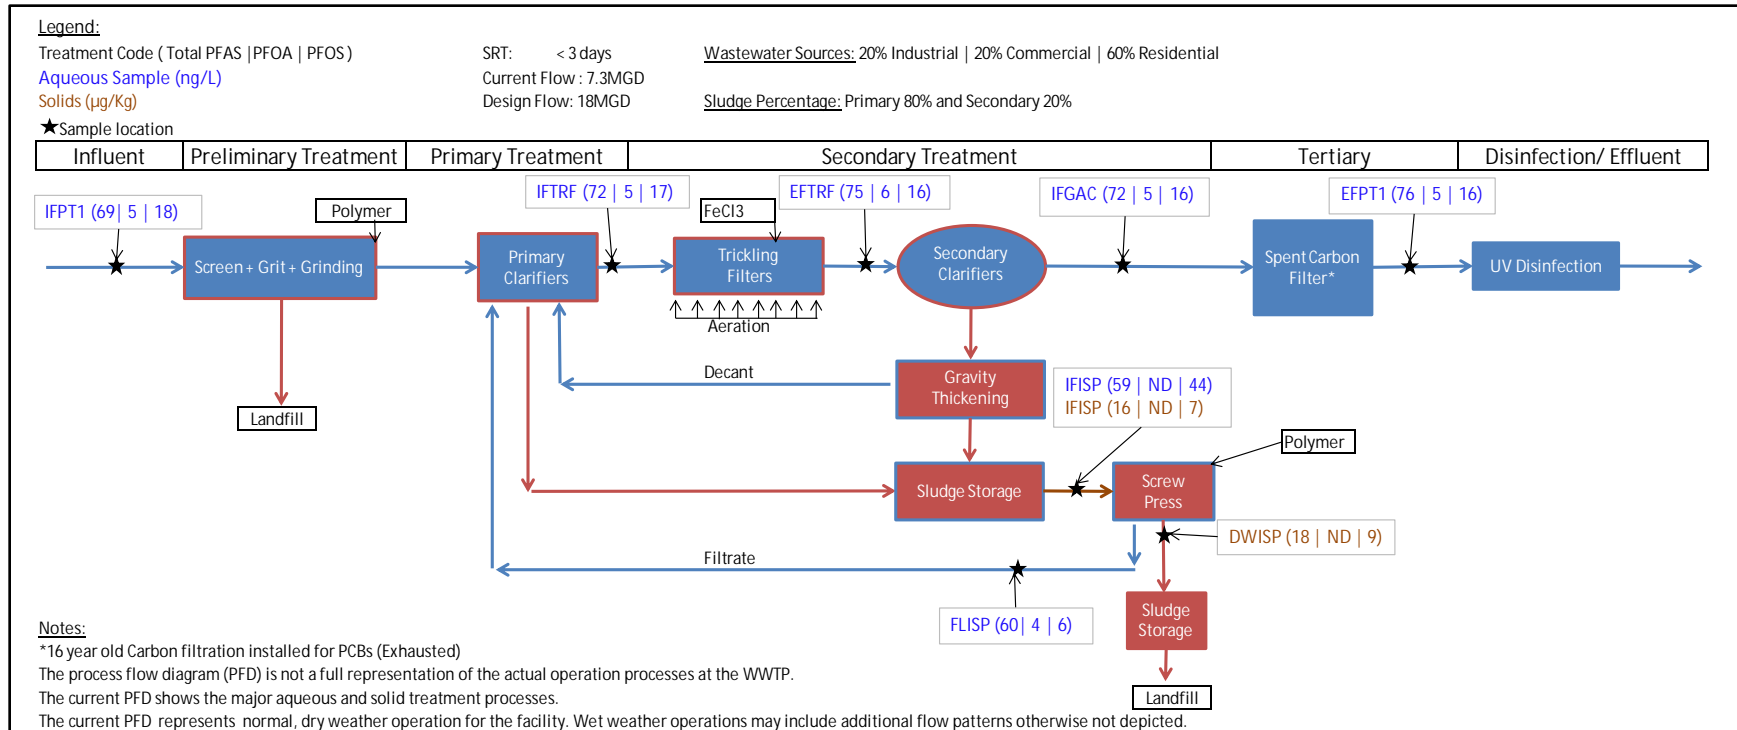 Legend:
Treatment Code ( Total PFAS |PFOA | PFOS )
SRT: < 3 days
Wastewater Sources: 20% Industrial | 20% Commercial | 60% Residential
Aqueous Sample (ng/L)
Current Flow : 7.3MGD
Solids (µg/Kg)
Design Flow: 18MGD
Sludge Percentage: Primary 80% and Secondary 20%
★Sample location
Influent
Preliminary Treatment
Primary Treatment
Secondary Treatment
Tertiary
Disinfection/ Effluent
IFPT1 (69| 5 | 18)
Polymer
IFTRF (72 | 5 | 17)
FeCl3
EFTRF (75 | 6 | 16)
IFGAC (72 | 5 | 16)
EFPT1 (76 | 5 | 16)
Screen + Grit + Grinding
Primary
Clarifiers
Trickling
Filters
Secondary
Clarifiers
Spent Carbon
Filter*
UV Disinfection
Aeration
Decant
Gravity
Thickening
IFISP (59 | ND | 44)
IFISP (16 | ND | 7)
Landfill
Polymer
Sludge Storage
Screw
Press
DWISP (18 | ND | 9)
Filtrate
FLISP (60| 4 | 6)
Sludge
Storage
Landfill
Notes:
*16 year old Carbon filtration installed for PCBs (Exhausted)
The process flow diagram (PFD) is not a full representation of the actual operation processes at the WWTP.
The current PFD shows the major aqueous and solid treatment processes.
The current PFD represents normal, dry weather operation for the facility. Wet weather operations may include additional flow patterns otherwise not depicted.